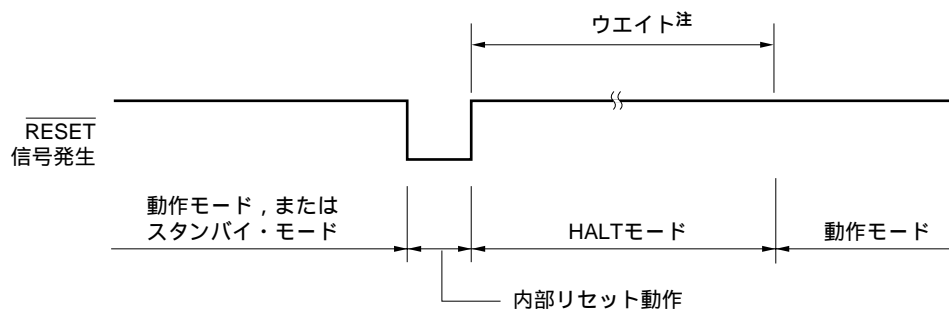 ウエイト注
RESET
信号発生
動作モード，または
スタンバイ・モード
HALTモード
動作モード
内部リセット動作